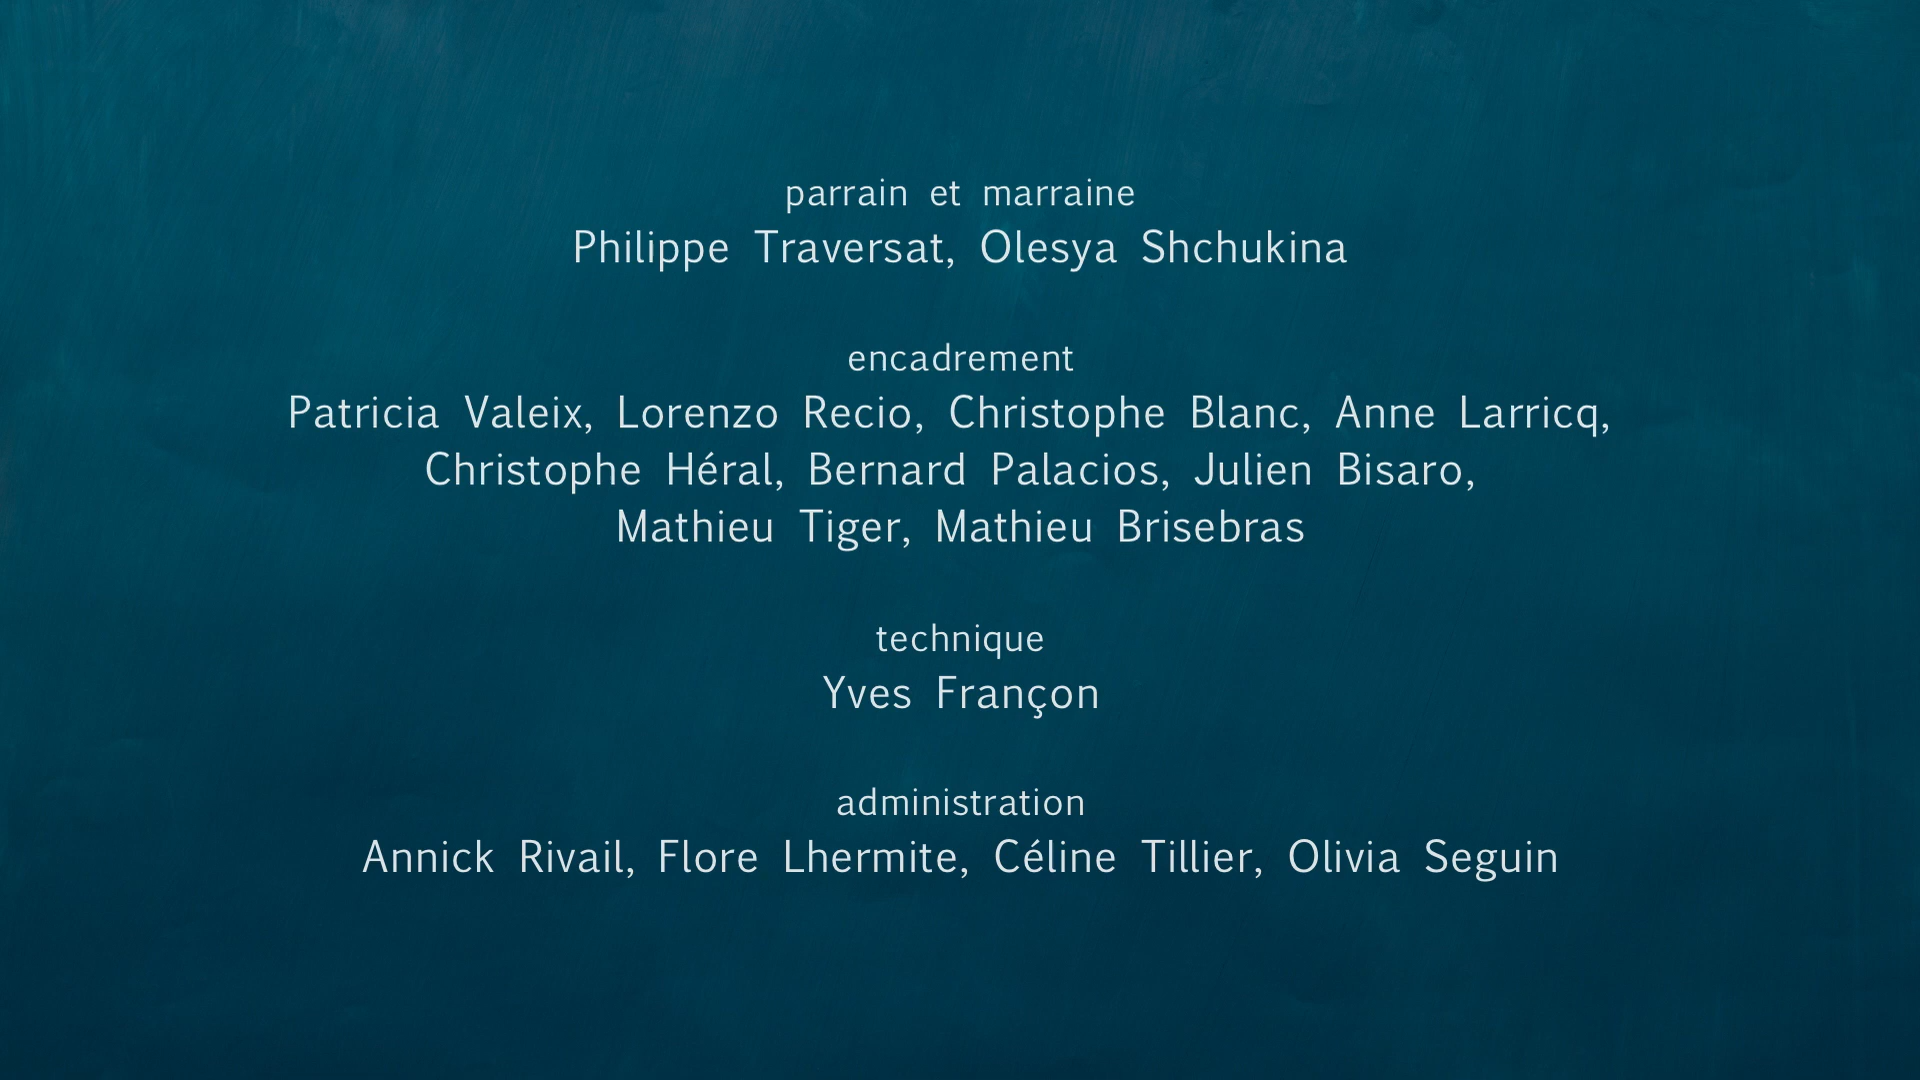 parrain et marraine
Philippe Traversat, Olesya Shchukina
encadrement
Patricia Valeix, Lorenzo Recio, Christophe Blanc, Anne Larricq,
Christophe Héral, Bernard Palacios, Julien Bisaro,
Mathieu Tiger, Mathieu Brisebras
technique
Yves Françon
administration
Annick Rivail, Flore Lhermite, Céline Tillier, Olivia Seguin